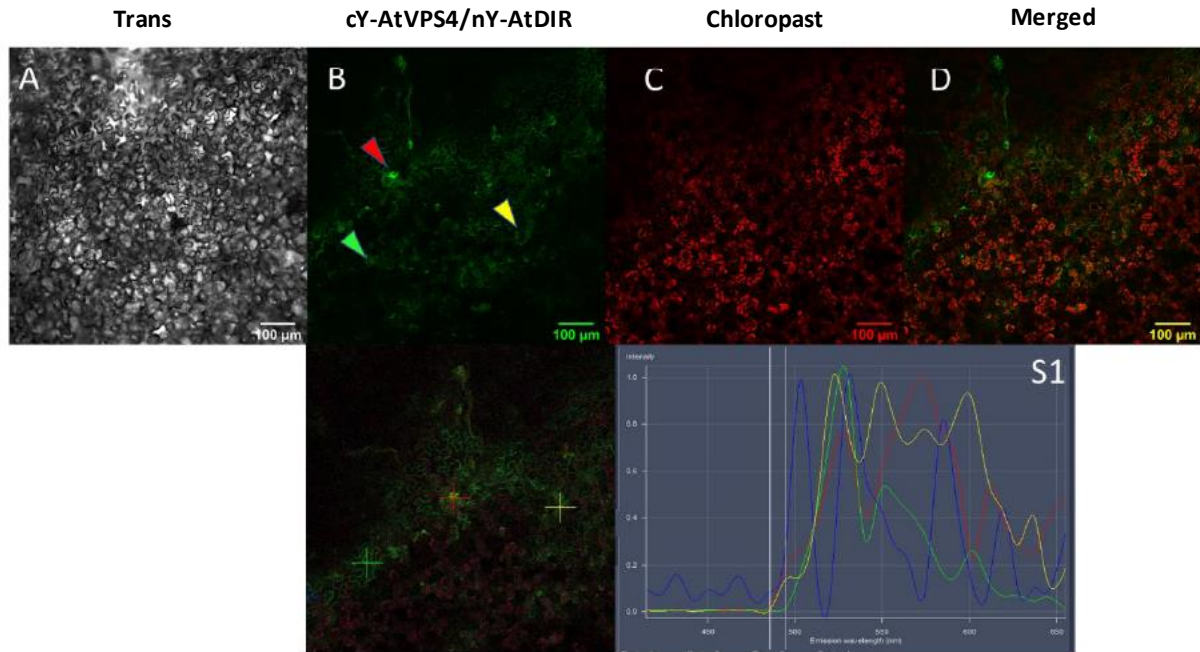 Trans cY-AtVPS4/nY-AtDIR Chloropast Merged
A B C D
100 µm 100 µm 100 µm 100 µm
Intensity
S1
1.0
0.8
0.6
0.4
0.2
0.0
450 500 550 600 650
Emission wavelength (nm)